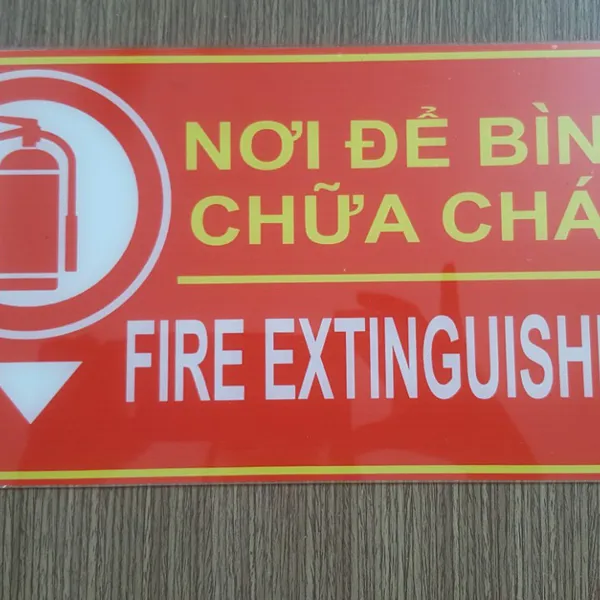 NƠI ĐỂ BÌN
CHỮA CHÁ
FIRE EXTINGUISH